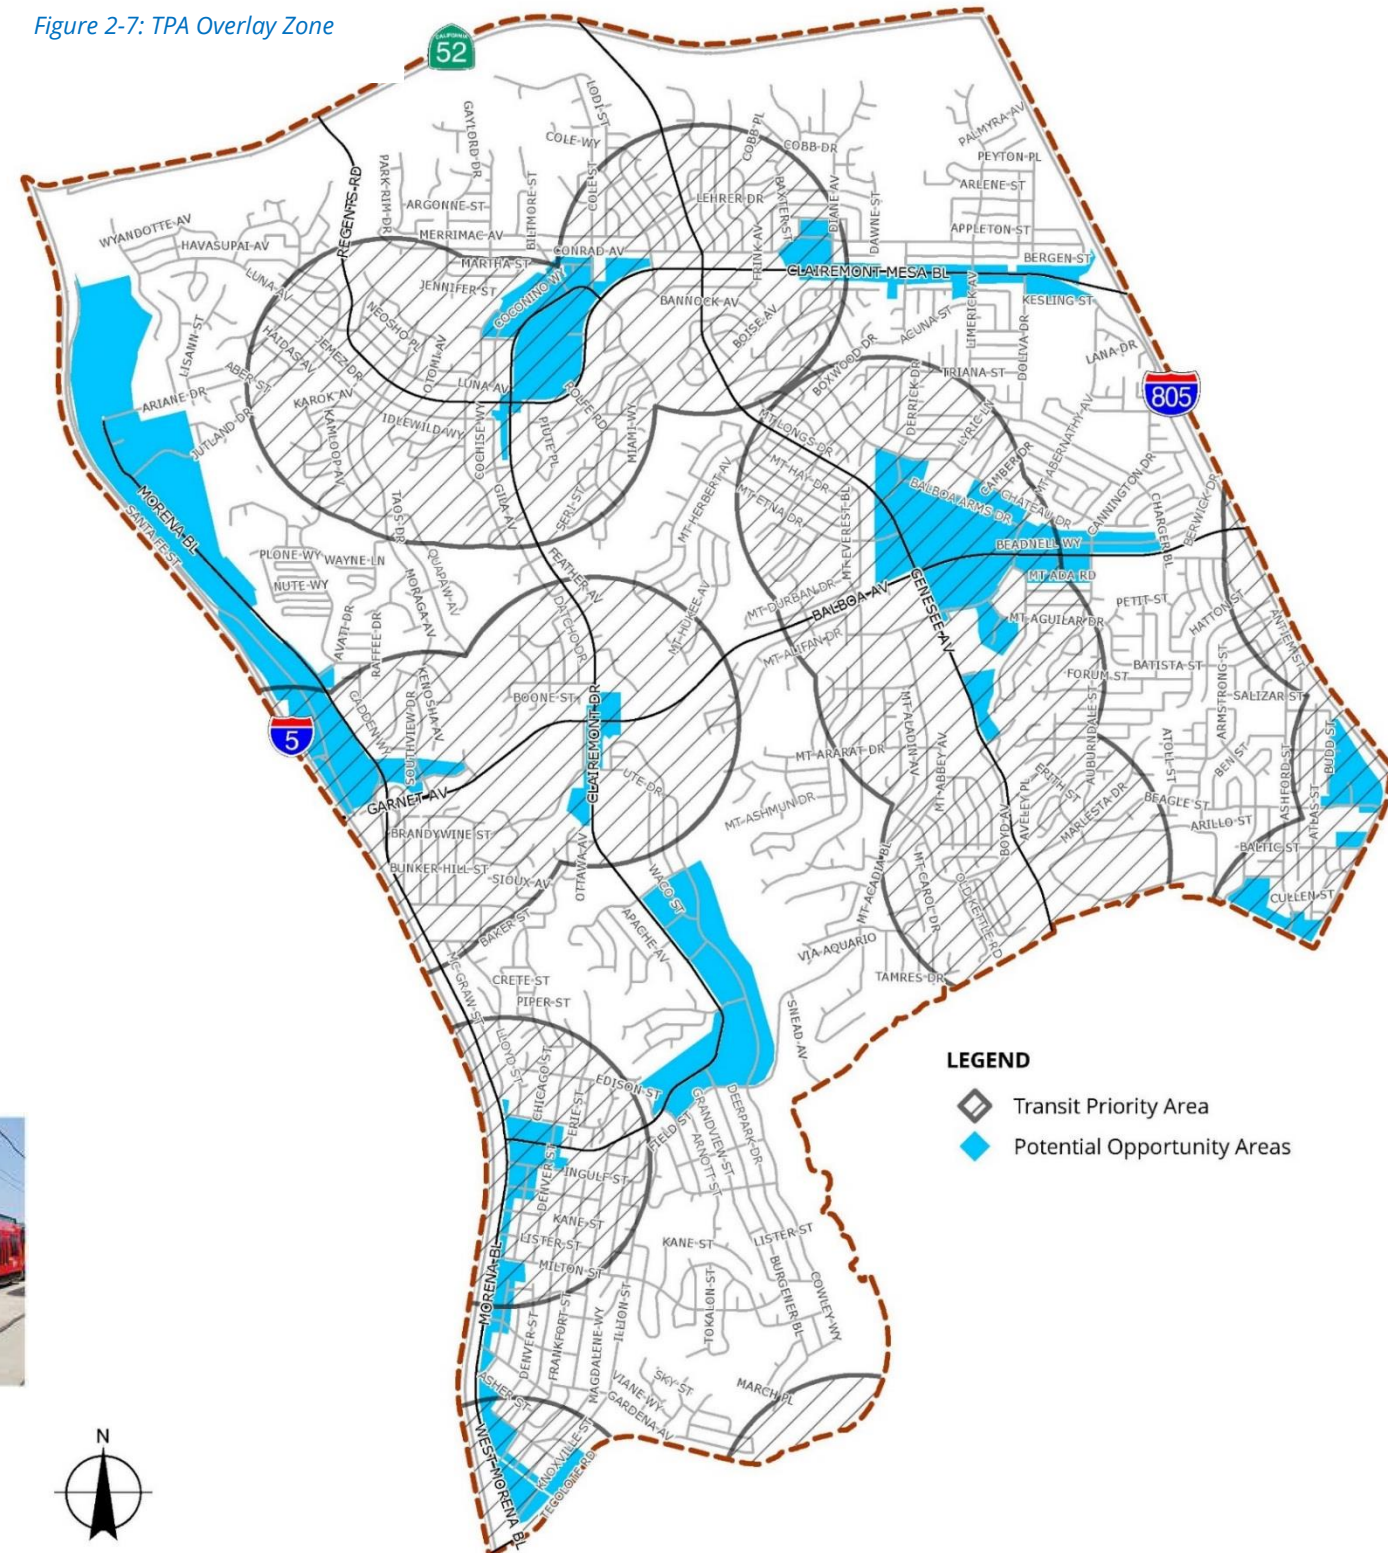 Figure 2-7: TPA Overlay Zone
CALIFORNIA
52
LODI ST
GAYLORD DR
COLE WY
COBB PL
COBB DR
PALMYRA AV
PEYTON PL
PARK RIM DR
REGENTS RD
ARGONNE ST
BILTMORE ST
COLE ST
LEHRER DR
BAXTER ST
DIANE AV
DAWNE ST
ARLENE ST
WYANDOTTE AV
HAVASUPAI AV
MERRIMAC AV
CONRAD AV
FRINK AV
APPLETON ST
MARTHA ST
BERGEN ST
LUNA AV
JENNIFER ST
COCONINO WY
CLAIREMONT MESA BL
BANNOCK AV
LIMERICK AV
KESLING ST
NEOSHO PL
BOISE AV
ACUNA ST
DOLIVA DR
LISANN ST
HAIDAS AV
JEMEZ DR
OTOMI AV
BOXWOOD DR
LANA DR
ABER ST
LUNA AV
ROLFE RD
DERRICK DR
TRIANA ST
805
ARIANE DR
KAROK AV
JUTLAND DR
KAMLOOP AV
IDLEWILD WY
COCHISE WY
PIUTE PL
MIAMI WY
MT LONGS DR
LYRIC LN
MT ABERNATHY AV
MT HAY DR
CAMBER DR
MORENA BL
SANTA FE ST
TAOS DR
GILA AV
SERI ST
MT HERBERT AV
MT ETNA DR
MT EVEREST BL
BALBOA ARMS DR
CHATEAU DR
CANNINGTON DR
CHARGER BL
BERWICK DR
BEADNELL WY
PLONE WY
WAYNE LN
QUAPAW AV
FEATHER AV
NUTE WY
MORAGA AV
DATCHO DR
MT HUKEE AV
MT DURBAN DR
BALBOA AV
GENESEE AV
MT ADA RD
PETIT ST
HATTON ST
ANTIEM ST
AVATI DR
RAFFEE DR
MT ALIFAN DR
MT AGUILAR DR
KENOSHA AV
BOONE ST
FORUM ST
BATISTA ST
ARMSTRONG ST
SALIZAR ST
GADDEN WY
SOUTHVIEW DR
CLAIREMONT DR
MT ALADIN AV
AUBURNDALE ST
5
MT ARARAT DR
MT ABBEY AV
ATOLL ST
BEN ST
ASHFORD ST
BUDD ST
GARNET AV
UTE DR
ERITH ST
MARLESTA DR
BEAGLE ST
ATLAS ST
BRANDYWINE ST
MT ASHMUN DR
BOYD AV
AVELEY PL
ARILLO ST
BUNKER HILL ST
SIOUX AV
OTTAWA AV
WACO ST
MT ACADIA BL
MT CAROL DR
OLD KETTLE RD
BALTIC ST
CULLEN ST
BAKER ST
APACHE AV
VIA AQUARIO
MC GRAW ST
CRETE ST
PIPER ST
TAMRES DR
SNEAD AV
LLOYD ST
CHICAGO ST
EDISON ST
ERIE ST
FIELD ST
GRANDVIEW ST
DEERPARK DR
ARNOTT ST
DENVER ST
INGULF ST
KANE ST
LISTER ST
KANE ST
LISTER ST
MILTON ST
MORENA BL
BURGENER BL
COWLEY WY
ILLION ST
TOKALON ST
DENVER ST
FRANKFORT ST
MAGDALENE WY
ASHER ST
VIANE WY
SKY ST
GARDENA AV
MARCH PL
WEST MORENA BL
KNOXVILLE ST
TECOLOTE RD
LEGEND
Transit Priority Area
Potential Opportunity Areas
N